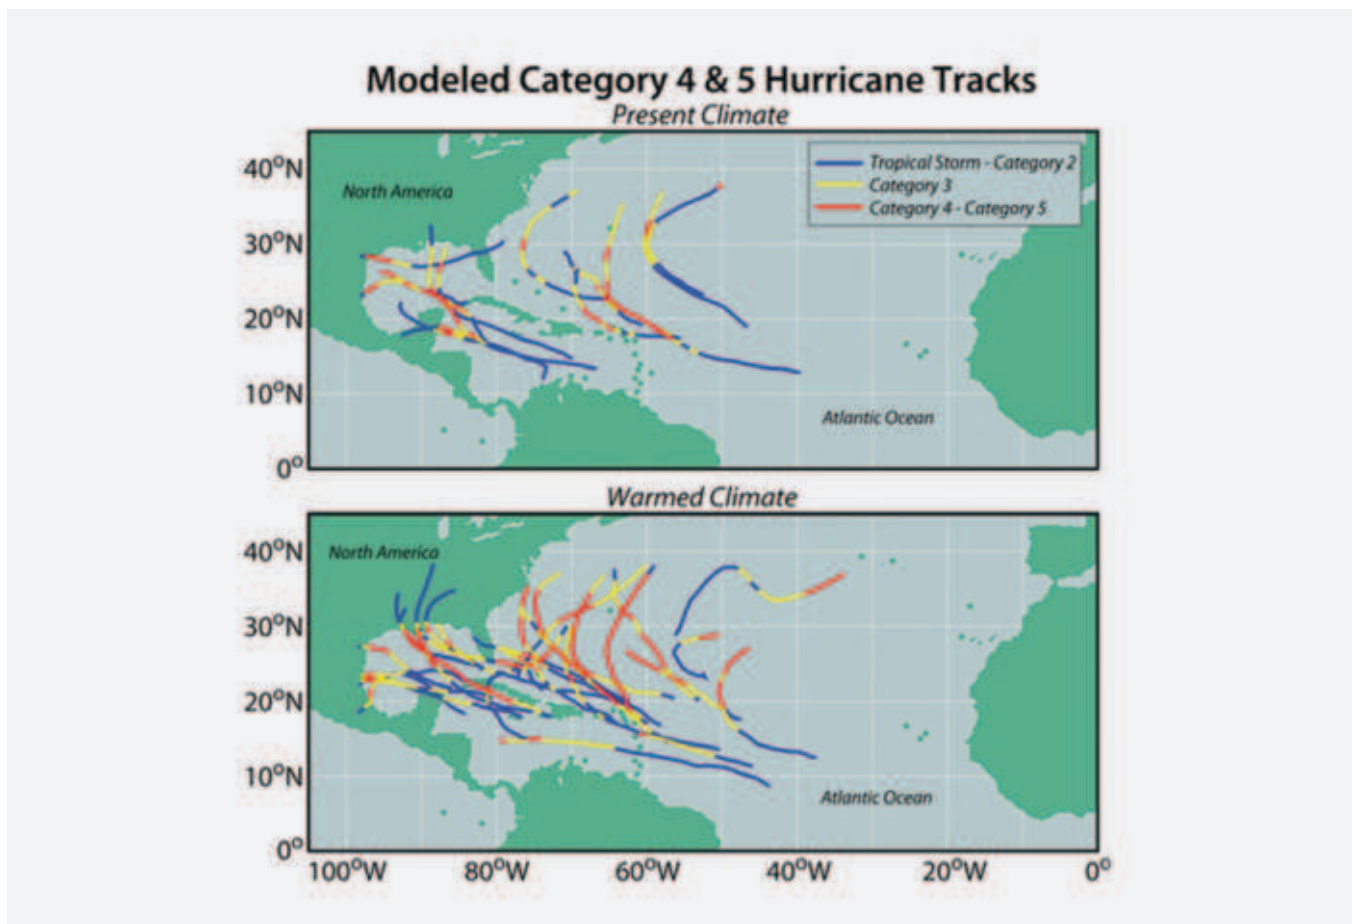 Modeled Category 4 & 5 Hurricane Tracks
Present Climate
40°N
30°N
20°N
10°N
0°
North America
Tropical Storm - Category 2
Category 3
Category 4 - Category 5
Atlantic Ocean
Warmed Climate
40°N
30°N
20°N
10°N
0°
North America
Atlantic Ocean
100°W 80°W 60°W 40°W 20°W 0°